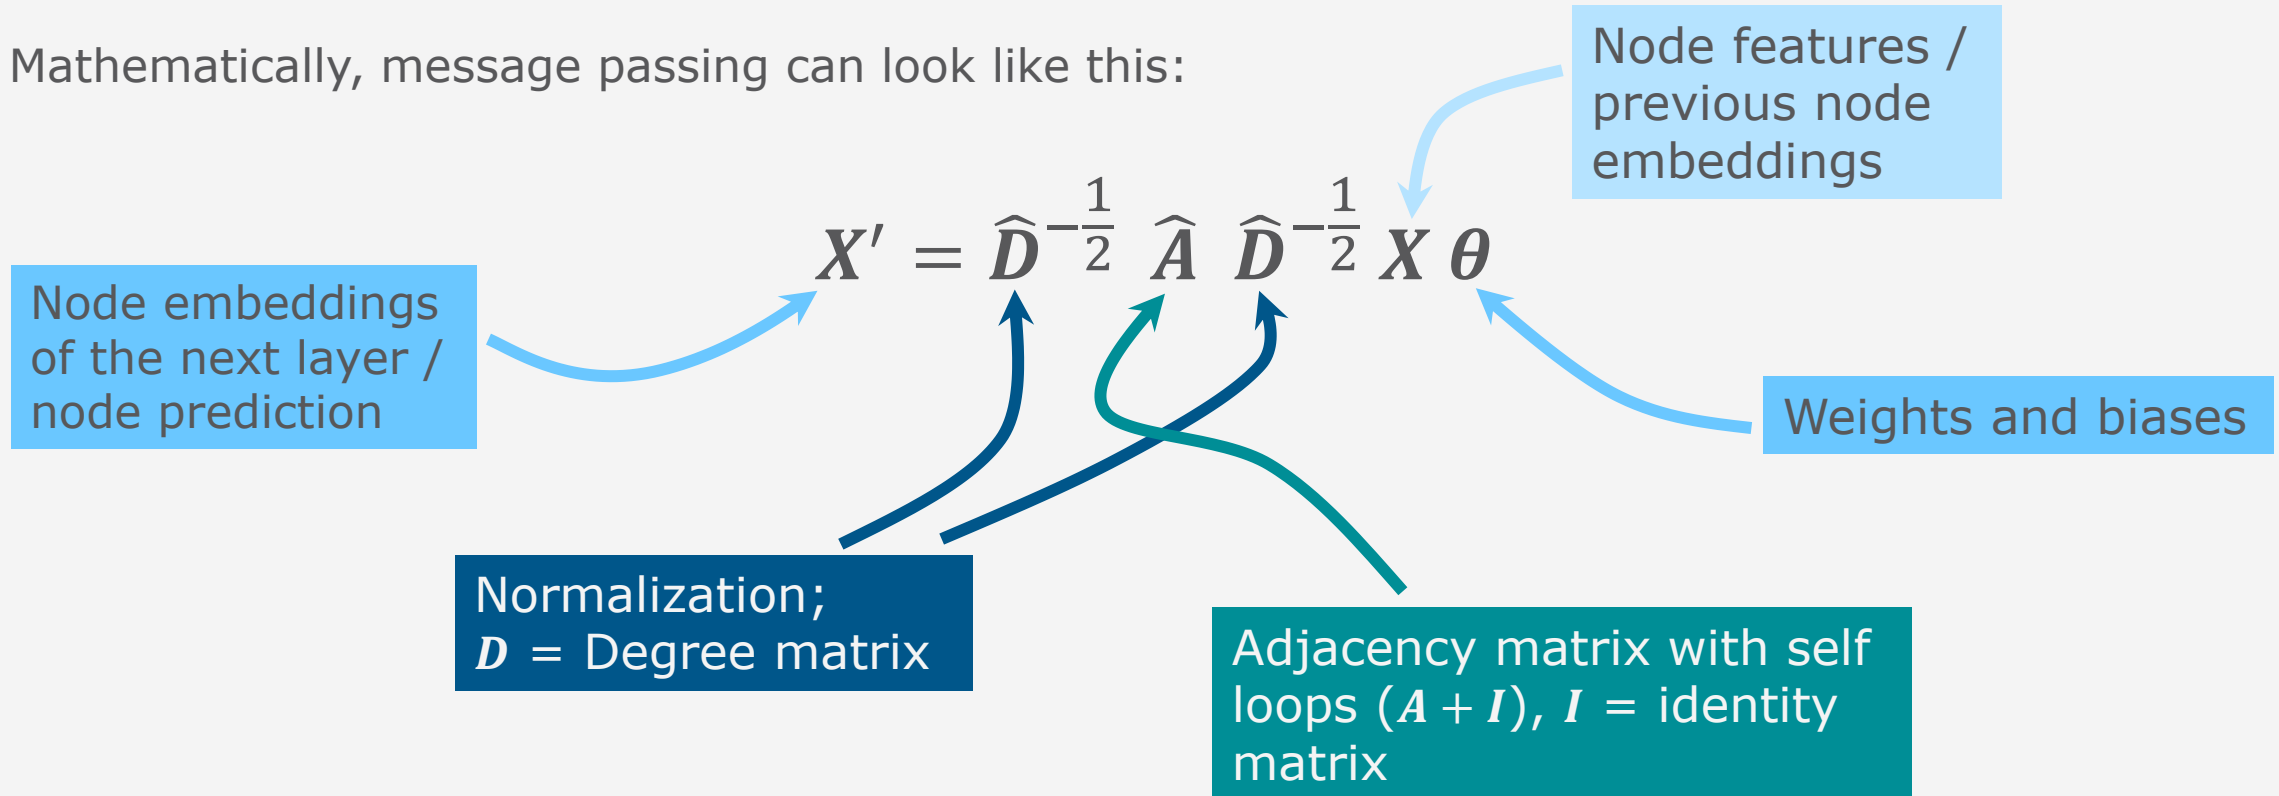 Mathematically, message passing can look like this:
Node features /
previous node
embeddings
X′ = D̂^{-1/2} Â D̂^{-1/2} X θ
Node embeddings
of the next layer /
node prediction
Weights and biases
Normalization;
D = Degree matrix
Adjacency matrix with self
loops (A + I), I = identity
matrix